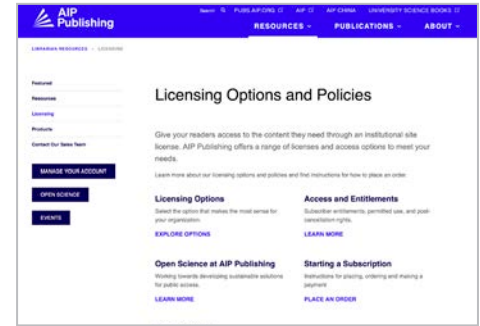 AIP
Publishing
Search PUBS.AIP.ORG AIP AIP CHINA UNIVERSITY SCIENCE BOOKS
RESOURCES PUBLICATIONS ABOUT
LIBRARIAN RESOURCES LICENSING
Featured
Resources
Licensing
Products
Contact Our Sales Team
MANAGE YOUR ACCOUNT
OPEN SCIENCE
EVENTS
Licensing Options and Policies
Give your readers access to the content they need through an institutional site
license. AIP Publishing offers a range of licenses and access options to meet your
needs.
Learn more about our licensing options and policies and find instructions for how to place an order.
Licensing Options
Select the option that makes the most sense for
your organization.
EXPLORE OPTIONS
Access and Entitlements
Subscriber entitlements, permitted use, and post-
cancellation rights.
LEARN MORE
Open Science at AIP Publishing
Working towards developing sustainable solutions
for public access.
LEARN MORE
Starting a Subscription
Instructions for placing, ordering and making a
payment
PLACE AN ORDER